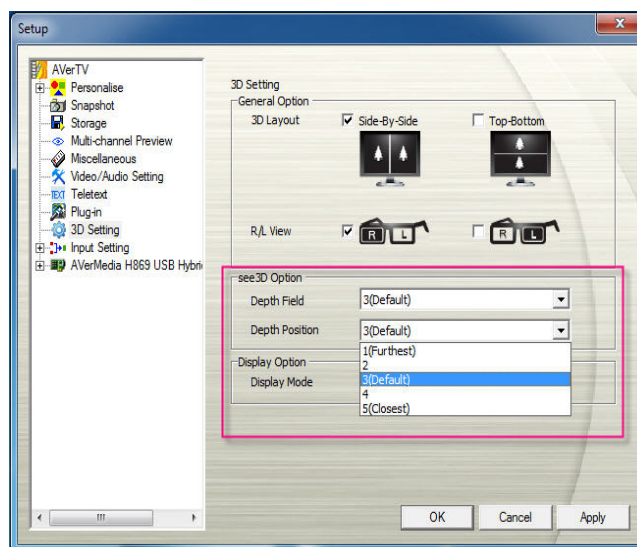 Setup
AVerTV
Personalise
Snapshot
Storage
Multi-channel Preview
Miscellaneous
Video/Audio Setting
TEXT Teletext
Plug-in
3D Setting
Input Setting
AVerMedia H869 USB Hybri
3D Setting
General Option
3D Layout
Side-By-Side
Top-Bottom
R/L View
R L
R L
see3D Option
Depth Field
3(Default)
Depth Position
3(Default)
1(Furthest)
2
3(Default)
4
5(Closest)
Display Option
Display Mode
OK
Cancel
Apply